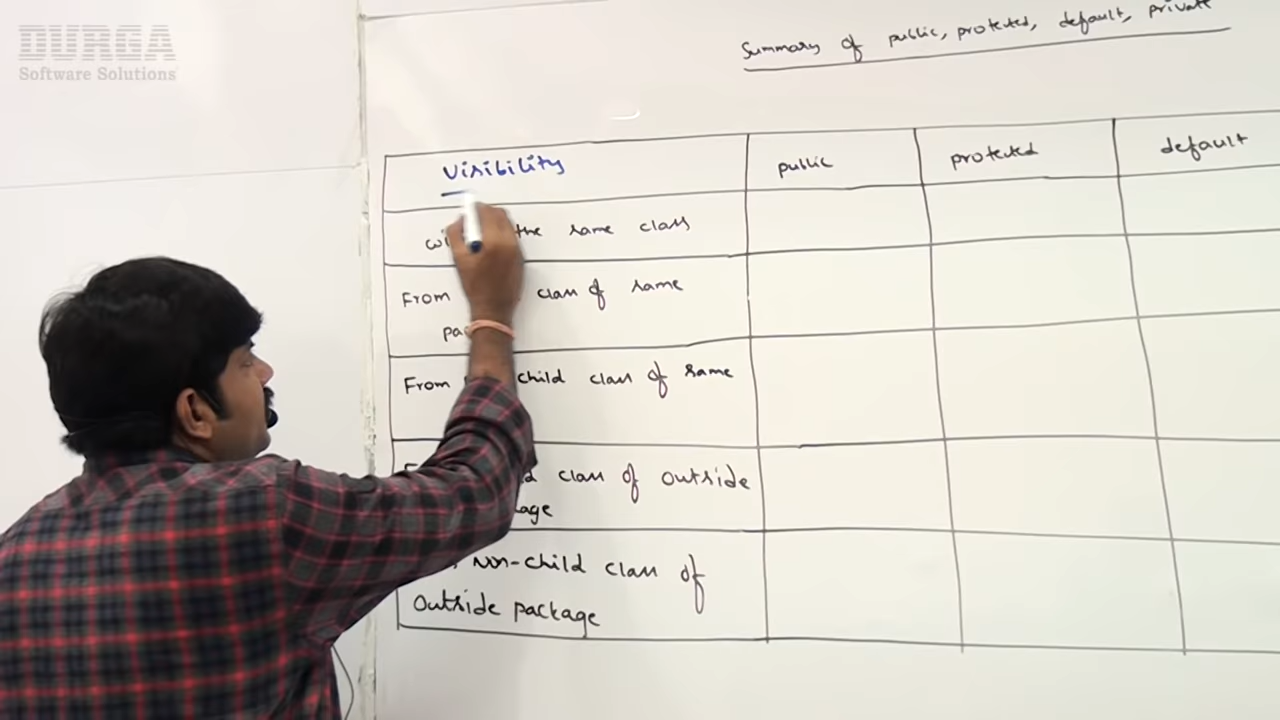 DURGA
Software Solutions
Summary of public, protected, default, private
Visibility public protected default
the same class
From class of same
From child class of same
class of outside
Non-child class of
outside package